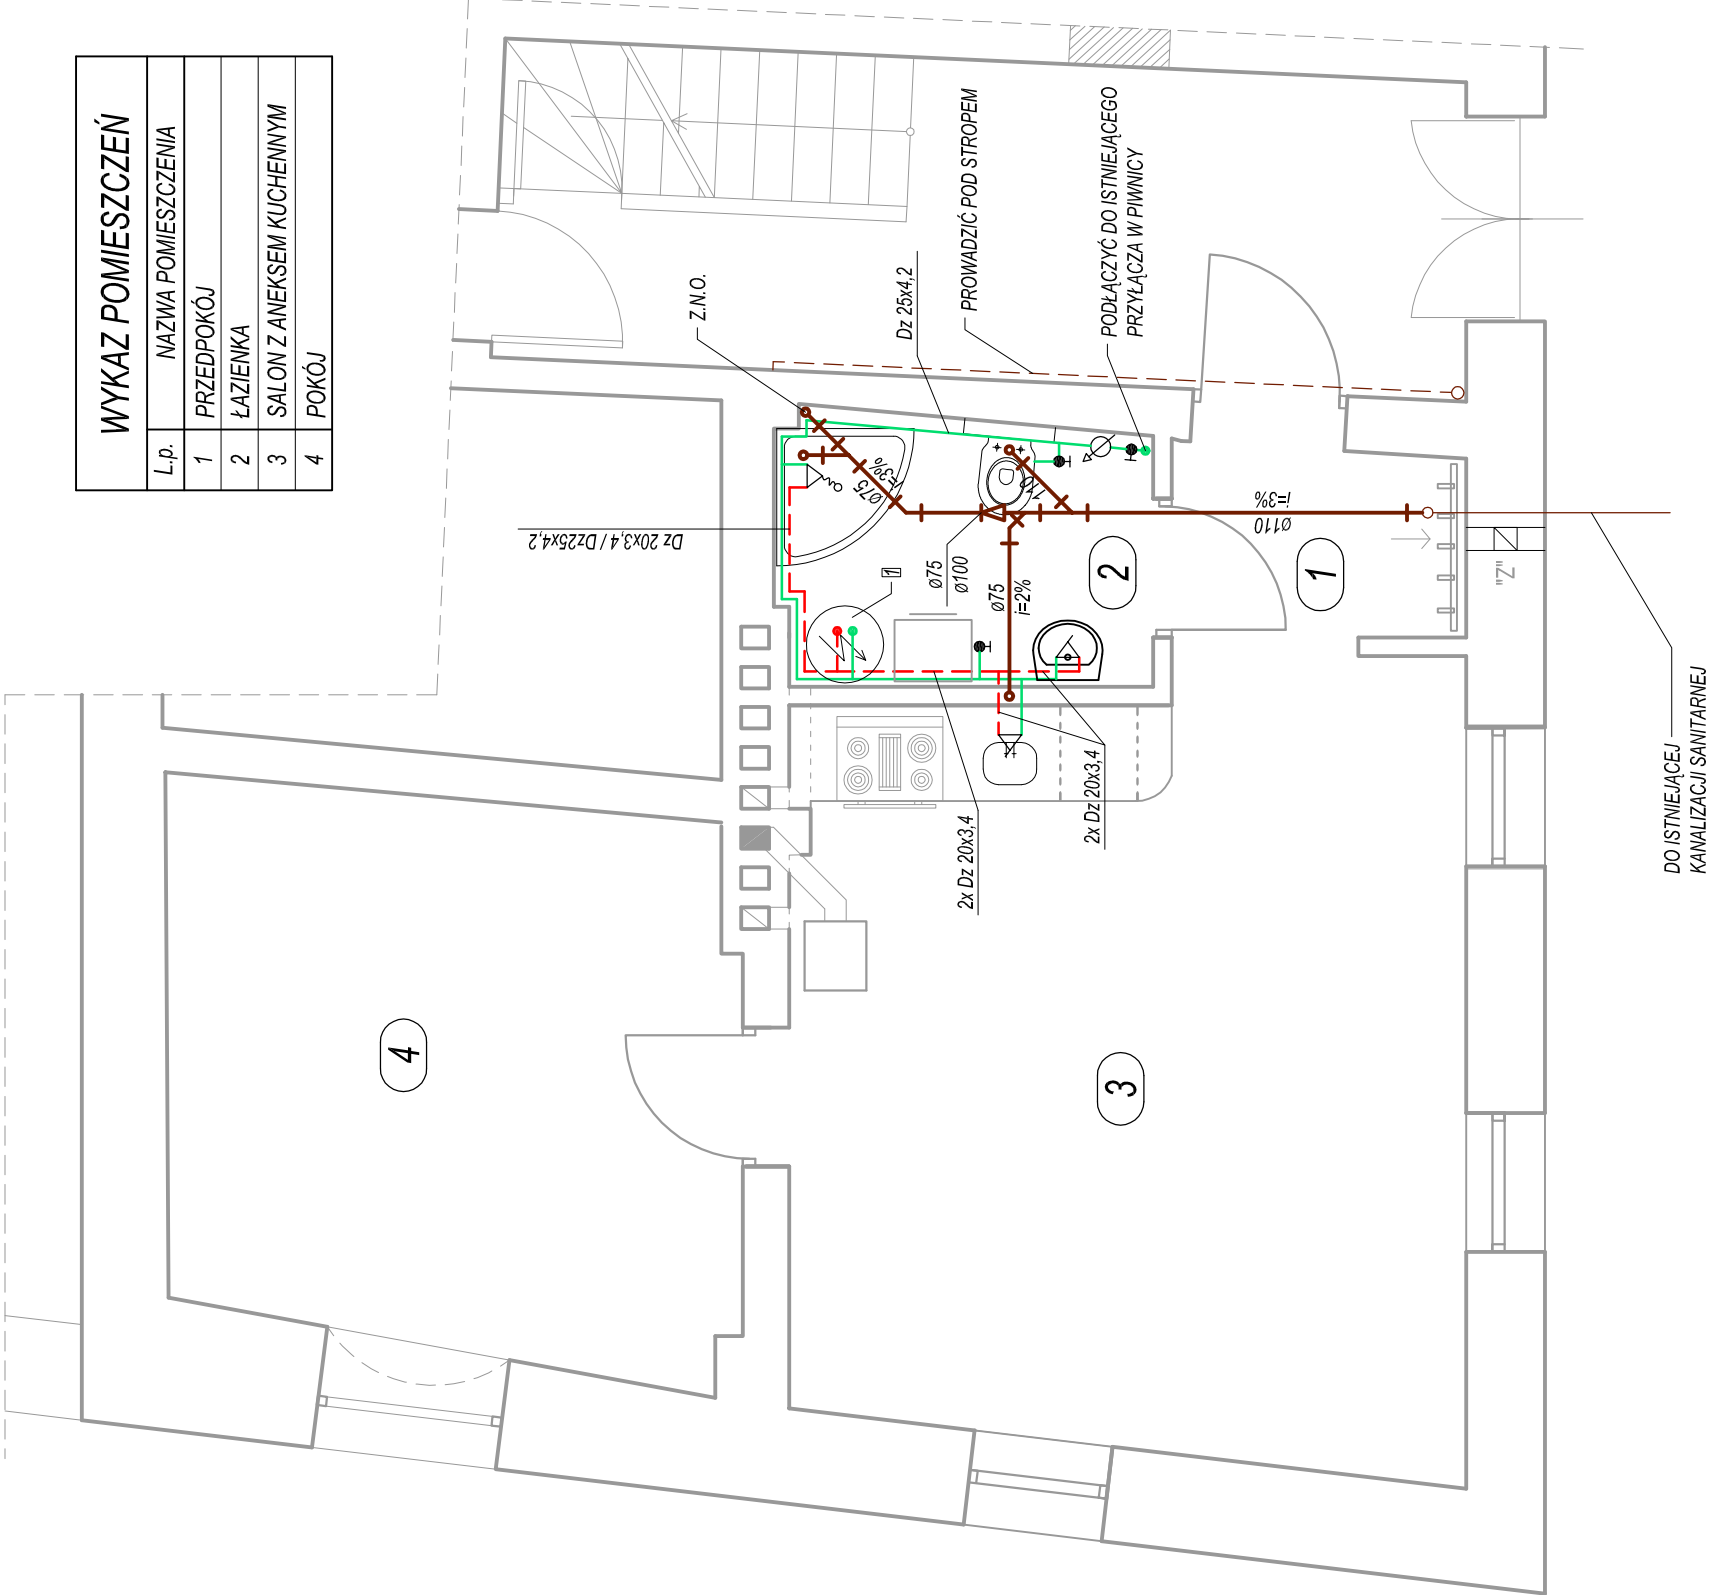 WYKAZ POMIESZCZEŃ
L.p. NAZWA POMIESZCZENIA
1 PRZEDPOKÓJ
2 ŁAZIENKA
3 SALON Z ANEKSEM KUCHENNYM
4 POKÓJ
Z.N.O.
Dz 25x4,2
PROWADZIĆ POD STROPEM
PODŁĄCZYĆ DO ISTNIEJĄCEGO
PRZYŁĄCZA W PIWNICY
Dz 20x3,4 / Dz25x4,2
Ø75
i=3%
1
Ø75
Ø100
Ø75
i=2%
Ø110
i=3%
2
1
"Z"
2x Dz 20x3,4
2x Dz 20x3,4
DO ISTNIEJĄCEJ
KANALIZACJI SANITARNEJ
4
3